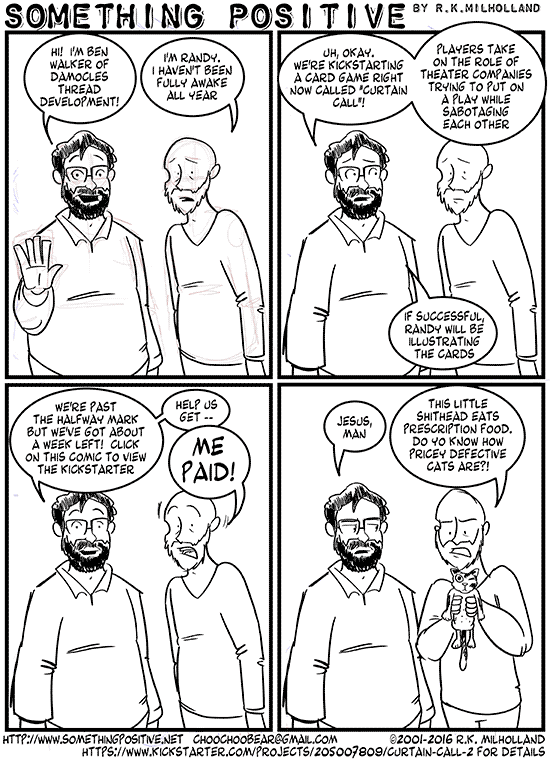 SOMETHING POSITIVE BY R.K.MILHOLLAND
HI! I'M BEN
WALKER OF
DAMOCLES
THREAD
DEVELOPMENT!
I'M RANDY.
I HAVEN'T BEEN
FULLY AWAKE
ALL YEAR
UH, OKAY.
WE'RE KICKSTARTING
A CARD GAME RIGHT
NOW CALLED "CURTAIN
CALL"!
PLAYERS TAKE
ON THE ROLE OF
THEATER COMPANIES
TRYING TO PUT ON
A PLAY WHILE
SABOTAGING
EACH OTHER
IF SUCCESSFUL,
RANDY WILL BE
ILLUSTRATING
THE CARDS
WE'RE PAST
THE HALFWAY MARK
BUT WE'VE GOT ABOUT
A WEEK LEFT! CLICK
ON THIS COMIC TO VIEW
THE KICKSTARTER
HELP US
GET --
ME
PAID!
JESUS,
MAN
THIS LITTLE
SHITHEAD EATS
PRESCRIPTION FOOD.
DO YO KNOW HOW
PRICEY DEFECTIVE
CATS ARE?!
HTTP://WWW.SOMETHINGPOSITIVE.NET CHOOCHOOBEAR@GMAIL.COM ©2001-2016 R.K. MILHOLLAND
HTTPS://WWW.KICKSTARTER.COM/PROJECTS/205007809/CURTAIN-CALL-2 FOR DETAILS